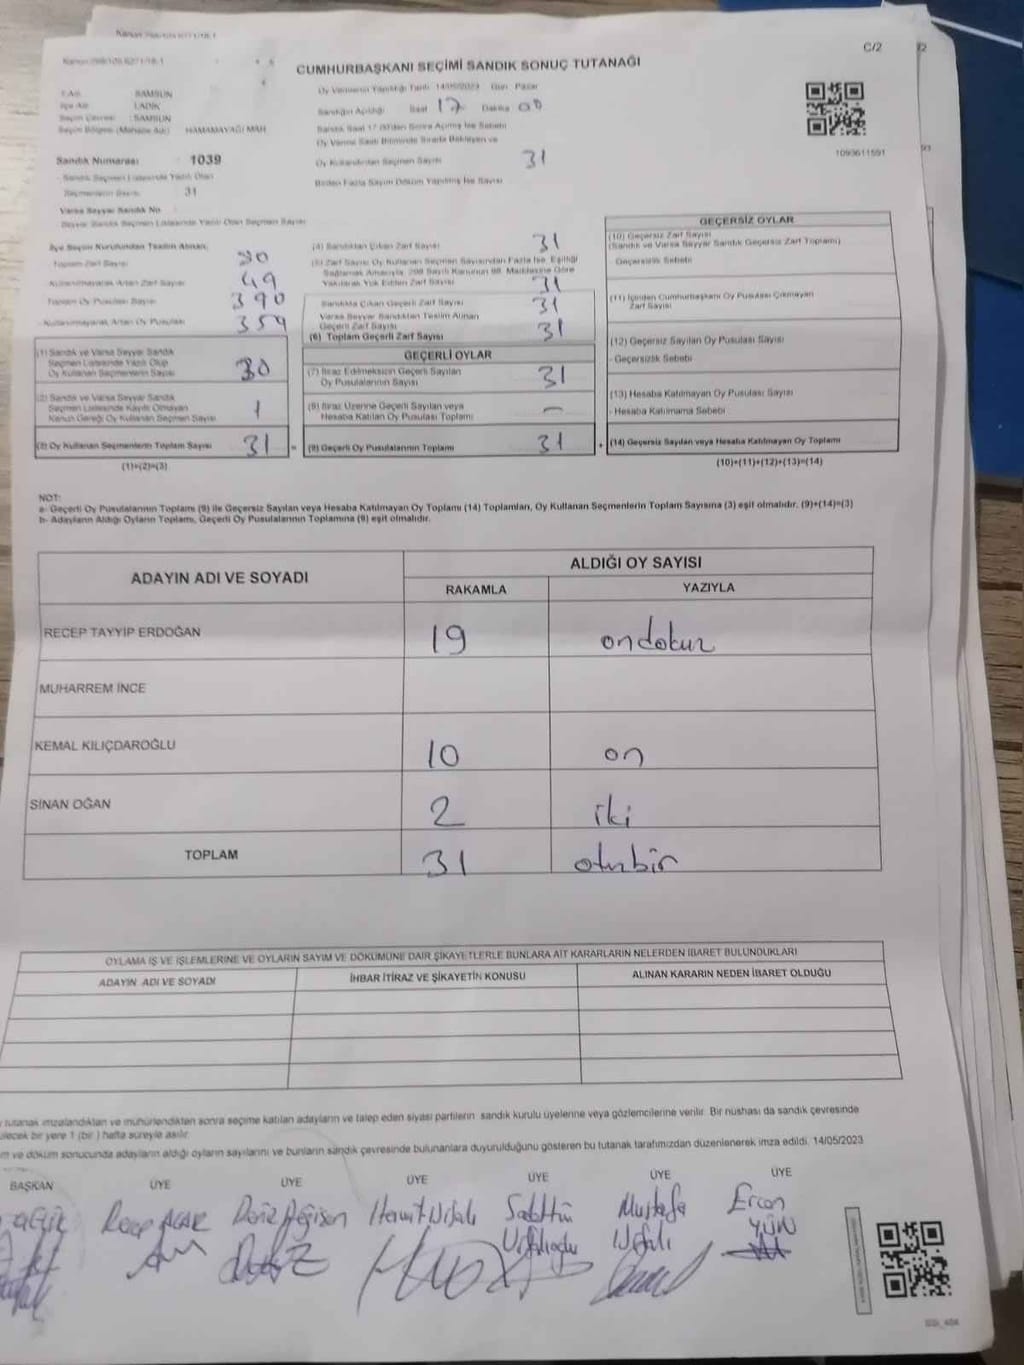 C/2
CUMHURBAŞKANI SEÇİMİ SANDIK SONUÇ TUTANAĞI
İli Adı : SAMSUN
İlçe Adı : LADİK
Seçim Çevresi : SAMSUN
Seçim Bölgesi (Mahalle Adı) : HAMAMAYAĞI MAH.
Sandık Numarası : 1039
Sandık Seçmen Listesinde Yazılı Olan
Seçmenlerin Sayısı : 31
Varsa Seyyar Sandık No
Seyyar Sandık Seçmen Listesinde Yazılı Olan Seçmen Sayısı
Oy Verme'nin Yapıldığı Tarih: 14/05/2023 Gün: Pazar
Sandığın Açıldığı Saat 17 Dakika 00
Sandık Saat 17.00'den Sonra Açılmış İse Sebebi
Oy Verme Saati Bitiminde Sırada Bekleyen ve
Oy Kullandırılan Seçmen Sayısı 31
Birden Fazla Sayım Döküm Yapılmış İse Sayısı
1093611591
İlçe Seçim Kurulundan Teslim Alınan;
Toplam Zarf Sayısı
Kullanılmayarak Artan Zarf Sayısı 49
Toplam Oy Pusulası Sayısı 390
Kullanılmayarak Artan Oy Pusulası 359
(1) Sandık ve Varsa Seyyar Sandık
Seçmen Listesinde Yazılı Olup
Oy Kullanan Seçmenlerin Sayısı 30
(2) Sandık ve Varsa Seyyar Sandık
Seçmen Listesinde Kayıtlı Olmayan
Kanun Gereği Oy Kullanan Seçmen Sayısı 1
(3) Oy Kullanan Seçmenlerin Toplam Sayısı 31
(1)+(2)=(3)
(4) Sandıktan Çıkan Zarf Sayısı 31
(5) Zarf Sayısı Oy Kullanan Seçmen Sayısından Fazla İse, Eşitliği
Sağlamak Amacıyla, 298 Sayılı Kanunun 98. Maddesine Göre
Yakılarak Yok Edilen Zarf Sayısı 31
Sandıkta Çıkan Geçerli Zarf Sayısı 31
Varsa Seyyar Sandıktan Teslim Alınan
Geçerli Zarf Sayısı
(6) Toplam Geçerli Zarf Sayısı 31
GEÇERLİ OYLAR
(7) İtiraz Edilmeksizin Geçerli Sayılan
Oy Pusulalarının Sayısı 31
(8) İtiraz Üzerine Geçerli Sayılan veya
Hesaba Katılan Oy Pusulası Toplamı –
(9) Geçerli Oy Pusulalarının Toplamı 31
GEÇERSİZ OYLAR
(10) Geçersiz Zarf Sayısı
(Sandık ve Varsa Seyyar Sandık Geçersiz Zarf Toplamı)
- Geçersizlik Sebebi
(11) İçinden Cumhurbaşkanı Oy Pusulası Çıkmayan
Zarf Sayısı
(12) Geçersiz Sayılan Oy Pusulası Sayısı
- Geçersizlik Sebebi
(13) Hesaba Katılmayan Oy Pusulası Sayısı
- Hesaba Katılmama Sebebi
(14) Geçersiz Sayılan veya Hesaba Katılmayan Oy Toplamı
(10)+(11)+(12)+(13)=(14)
NOT:
a- Geçerli Oy Pusulalarının Toplamı (9) ile Geçersiz Sayılan veya Hesaba Katılmayan Oy Toplamı (14) Toplamları, Oy Kullanan Seçmenlerin Toplam Sayısına (3) eşit olmalıdır. (9)+(14)=(3)
b- Adayların Aldığı Oyların Toplamı, Geçerli Oy Pusulalarının Toplamına (9) eşit olmalıdır.
ADAYIN ADI VE SOYADI
ALDIĞI OY SAYISI
RAKAMLA YAZIYLA
RECEP TAYYİP ERDOĞAN 19 ondokuz
MUHARREM İNCE
KEMAL KILIÇDAROĞLU 10 on
SİNAN OĞAN 2 iki
TOPLAM 31 otuzbir
OYLAMA İŞ VE İŞLEMLERİNE VE OYLARIN SAYIM VE DÖKÜMÜNE DAİR ŞİKAYETLERLE BUNLARA AİT KARARLARIN NELERDEN İBARET BULUNDUKLARI
ADAYIN ADI VE SOYADI İHBAR İTİRAZ VE ŞİKAYETİN KONUSU ALINAN KARARIN NEDEN İBARET OLDUĞU
tutanak imzalandıktan ve mühürlendikten sonra seçime katılan adayların ve talep eden siyasi partilerin sandık kurulu üyelerine veya gözlemcilerine verilir. Bir nüshası da sandık çevresinde
bir yere 1 (bir) hafta süreyle asılır.
ve döküm sonucunda adayların aldığı oyların sayılarını ve bunların sandık çevresinde bulunanlara duyurulduğunu gösteren bu tutanak tarafımızdan düzenlenerek imza edildi. 14/05/2023
BAŞKAN ÜYE ÜYE ÜYE ÜYE ÜYE ÜYE
Recep ACAR Deniz Değişen Hamit Urfalı Mustafa Ercan
Urfalı YÜN